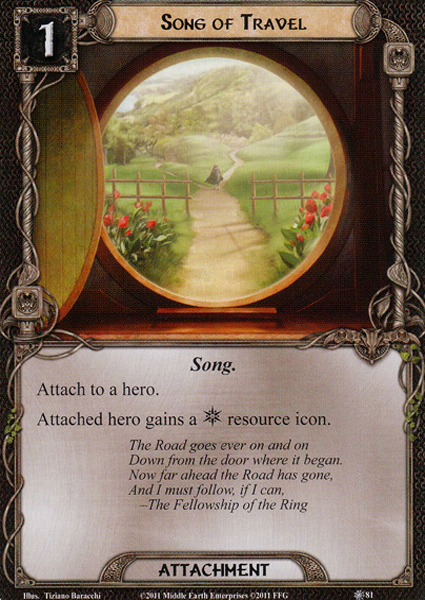 1
Song of Travel
Song.
Attach to a hero.
Attached hero gains a resource icon.
The Road goes ever on and on
Down from the door where it began.
Now far ahead the Road has gone,
And I must follow, if I can,
–The Fellowship of the Ring
ATTACHMENT
Illus. Tiziano Baracchi ©2011 Middle Earth Enterprises ©2011 FFG 81